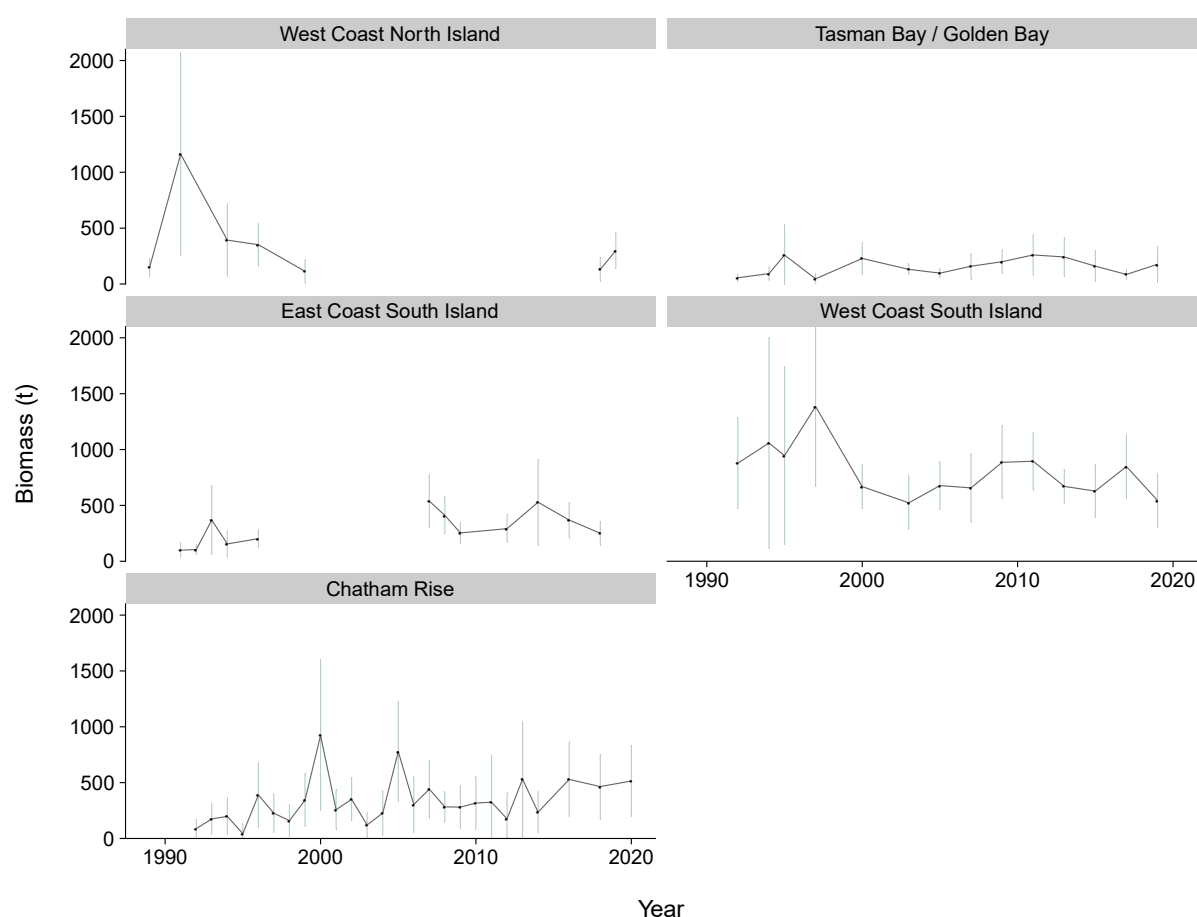 West Coast North Island
Tasman Bay / Golden Bay
2000
1500
1000
500
0
East Coast South Island
West Coast South Island
2000
1500
1000
500
0
1990 2000 2010 2020
Chatham Rise
2000
1500
1000
500
0
1990 2000 2010 2020
Biomass (t)
Year